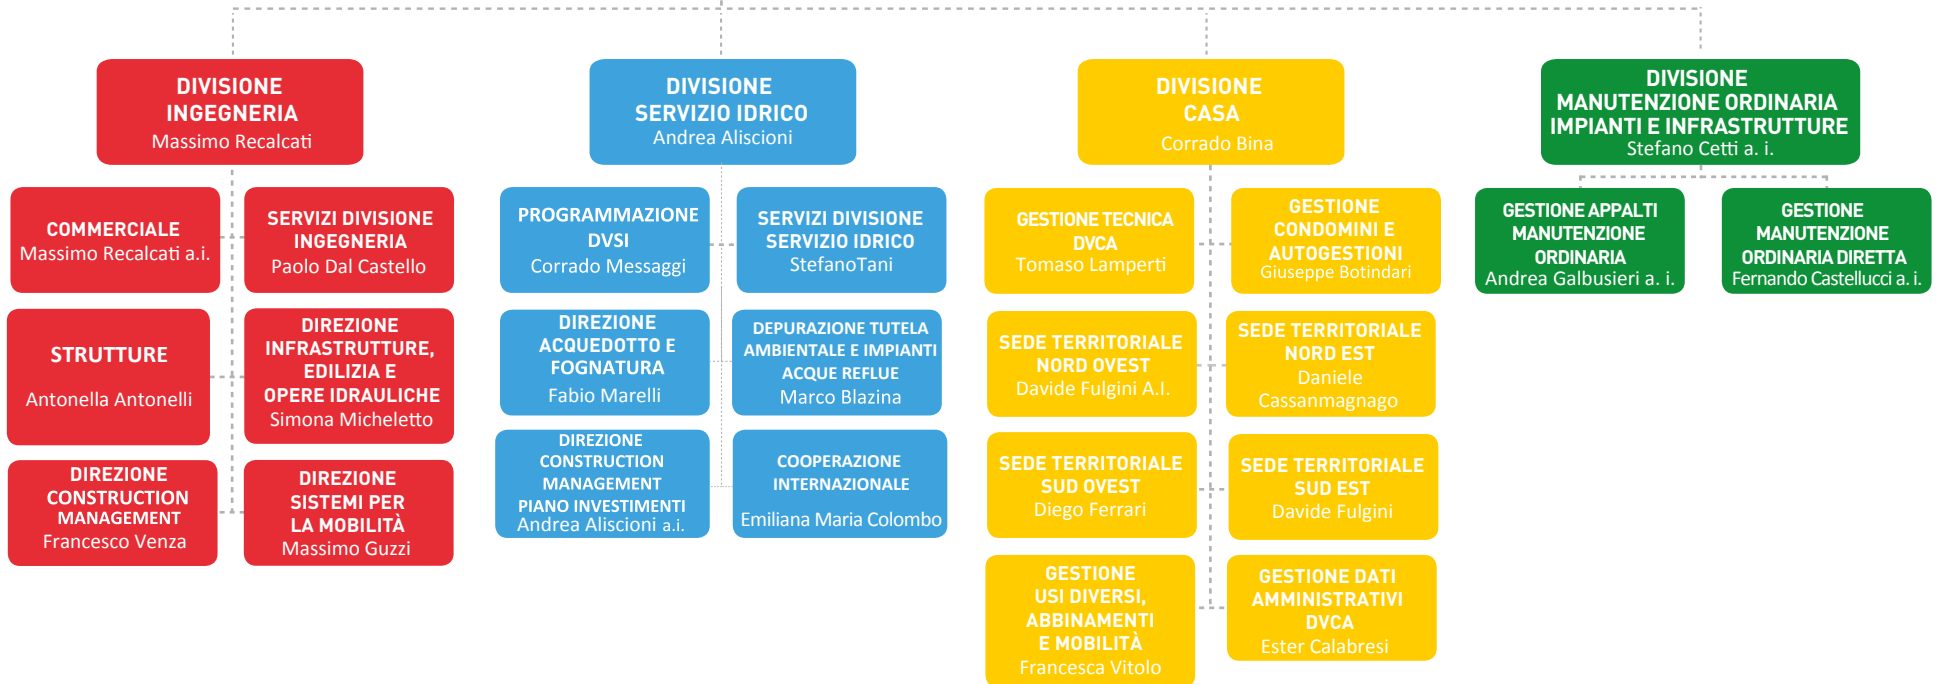 DIVISIONE
INGEGNERIA
Massimo Recalcati
COMMERCIALE
Massimo Recalcati a.i.
SERVIZI DIVISIONE
INGEGNERIA
Paolo Dal Castello
STRUTTURE
Antonella Antonelli
DIREZIONE
INFRASTRUTTURE,
EDILIZIA E
OPERE IDRAULICHE
Simona Micheletto
DIREZIONE
CONSTRUCTION
MANAGEMENT
Francesco Venza
DIREZIONE
SISTEMI PER
LA MOBILITÀ
Massimo Guzzi
DIVISIONE
SERVIZIO IDRICO
Andrea Aliscioni
PROGRAMMAZIONE
DVSI
Corrado Messaggi
SERVIZI DIVISIONE
SERVIZIO IDRICO
StefanoTani
DIREZIONE
ACQUEDOTTO E
FOGNATURA
Fabio Marelli
DEPURAZIONE TUTELA
AMBIENTALE E IMPIANTI
ACQUE REFLUE
Marco Blazina
DIREZIONE
CONSTRUCTION
MANAGEMENT
PIANO INVESTIMENTI
Andrea Aliscioni a.i.
COOPERAZIONE
INTERNAZIONALE
Emiliana Maria Colombo
DIVISIONE
CASA
Corrado Bina
GESTIONE TECNICA
DVCA
Tomaso Lamperti
GESTIONE
CONDOMINI E
AUTOGESTIONI
Giuseppe Botindari
SEDE TERRITORIALE
NORD OVEST
Davide Fulgini A.I.
SEDE TERRITORIALE
NORD EST
Daniele
Cassanmagnago
SEDE TERRITORIALE
SUD OVEST
Diego Ferrari
SEDE TERRITORIALE
SUD EST
Davide Fulgini
GESTIONE
USI DIVERSI,
ABBINAMENTI
E MOBILITÀ
Francesca Vitolo
GESTIONE DATI
AMMINISTRATIVI
DVCA
Ester Calabresi
DIVISIONE
MANUTENZIONE ORDINARIA
IMPIANTI E INFRASTRUTTURE
Stefano Cetti a. i.
GESTIONE APPALTI
MANUTENZIONE
ORDINARIA
Andrea Galbusieri a. i.
GESTIONE
MANUTENZIONE
ORDINARIA DIRETTA
Fernando Castellucci a. i.